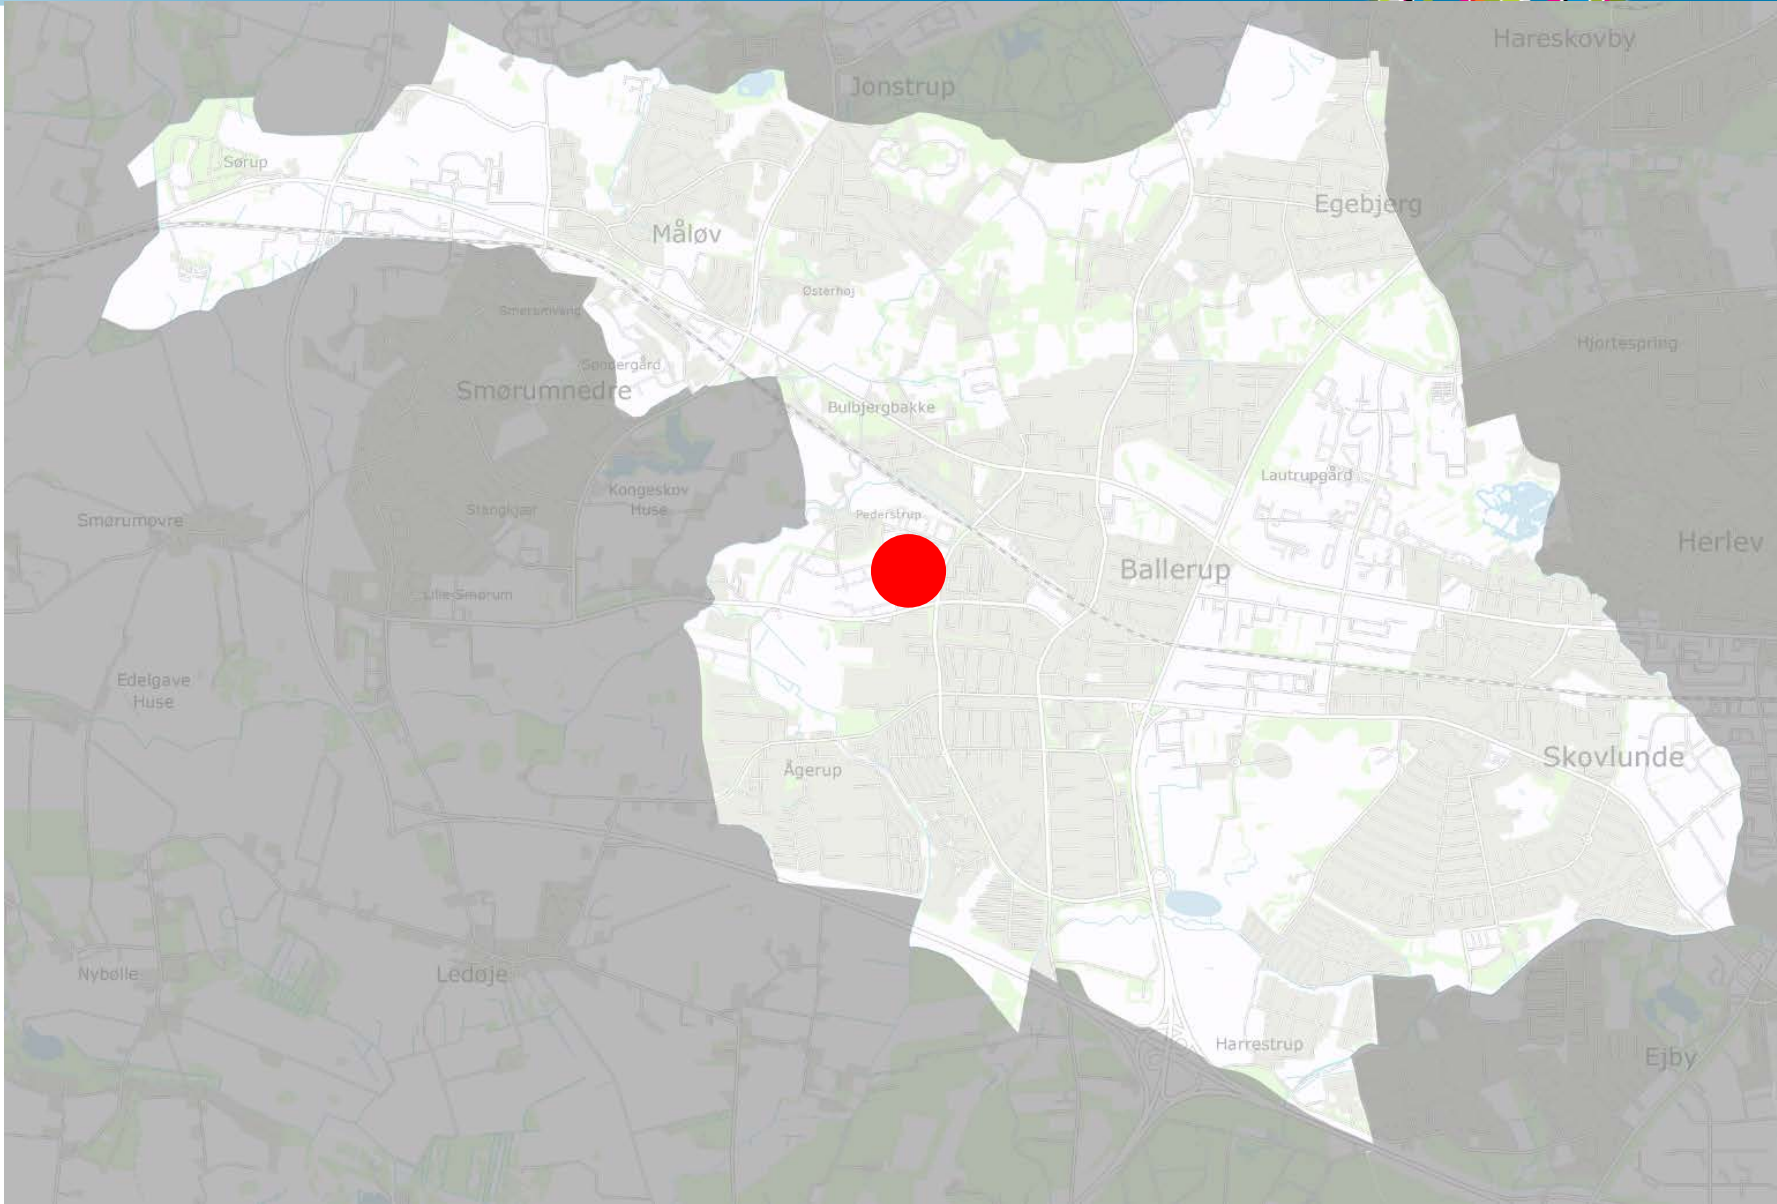 Hareskovby
Jonstrup
Sørup
Egebjerg
Måløv
Østerhøj
Smørumvang
Hjortespring
Søndergård
Smørumnedre
Bulbjergbakke
Lautrupgård
Kongeskov
Huse
Stangkjær
Pederstrup
Smørumovre
Herlev
Ballerup
Lille-Smørum
Edelgave
Huse
Skovlunde
Ågerup
Nybølle
Ledøje
Harrestrup
Ejby